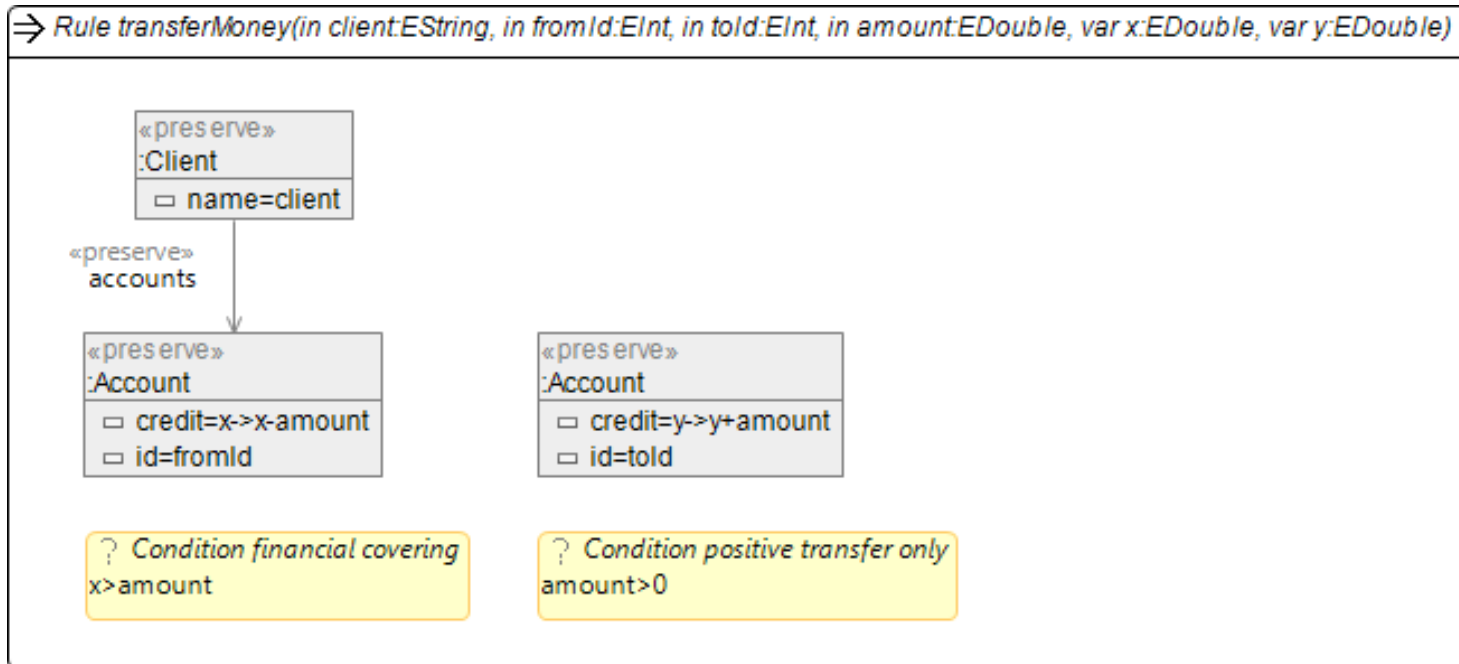 Rule transferMoney(in client:EString, in fromId:EInt, in toId:EInt, in amount:EDouble, var x:EDouble, var y:EDouble)
«preserve»
:Client
name=client
«preserve»
accounts
«preserve»
:Account
credit=x->x-amount
id=fromId
«preserve»
:Account
credit=y->y+amount
id=toId
? Condition financial covering
x>amount
? Condition positive transfer only
amount>0